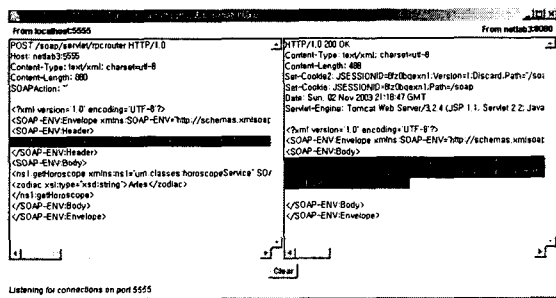 From localhost:5555
From netlab3:8080
POST /soap/servlet/rpcrouter HTTP/1.0
Host: netlab3:5555
Content-Type: text/xml; charset=utf-8
Content-Length: 880
SOAPAction: ""
<?xml version='1.0' encoding='UTF-8'?>
<SOAP-ENV:Envelope xmlns:SOAP-ENV="http://schemas.xmlsoap
<SOAP-ENV:Header>
</SOAP-ENV:Header>
<SOAP-ENV:Body>
<ns1:getHoroscope xmlns:ns1="urn:classes:horoscopeService" SO
<zodiac xsi:type="xsd:string">Aries</zodiac>
</ns1:getHoroscope>
</SOAP-ENV:Body>
</SOAP-ENV:Envelope>
HTTP/1.0 200 OK
Content-Type: text/xml; charset=utf-8
Content-Length: 488
Set-Cookie2: JSESSIONID=8tz0bqexn1;Version=1;Discard;Path="/soa
Set-Cookie: JSESSIONID=8tz0bqexn1;Path=/soap
Date: Sun, 02 Nov 2003 21:18:47 GMT
Servlet-Engine: Tomcat Web Server/3.2.4 (JSP 1.1; Servlet 2.2; Java
<?xml version='1.0' encoding='UTF-8'?>
<SOAP-ENV:Envelope xmlns:SOAP-ENV="http://schemas.xmlsoap
<SOAP-ENV:Body>
</SOAP-ENV:Body>
</SOAP-ENV:Envelope>
Clear
Listening for connections on port 5555